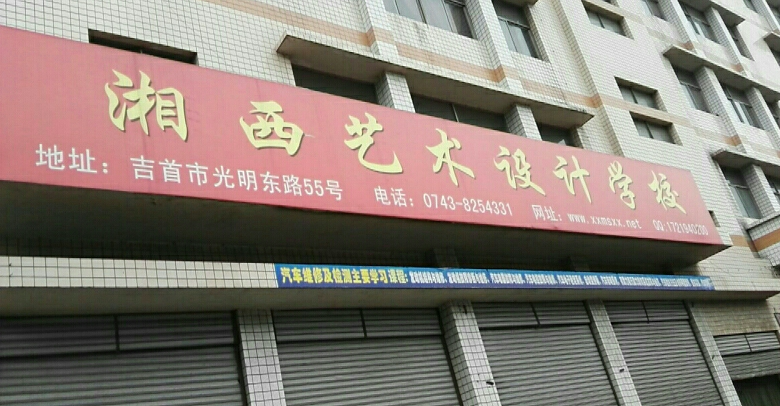 湘西艺术设计学校
地址：吉首市光明东路55号 电话：0743-8254331 网址：www.xxmsxx.net QQ:1721940200
汽车维修及检测主要学习课程：